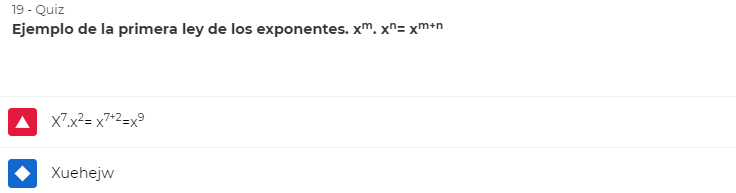 19 - Quiz
Ejemplo de la primera ley de los exponentes. xᵐ. xⁿ= xᵐ⁺ⁿ
X⁷.x²= x⁷⁺²=x⁹
Xuehejw